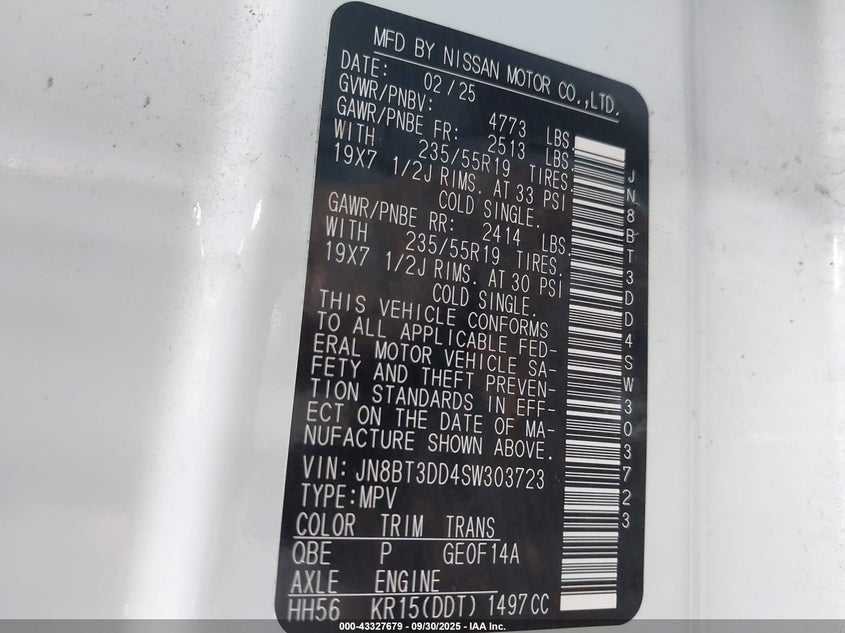 MFD BY NISSAN MOTOR CO.,LTD.
DATE: 02/25
GVWR/PNBV: 4773 LBS.
GAWR/PNBE FR: 2513 LBS.
WITH 235/55R19 TIRES.
19X7 1/2J RIMS. AT 33 PSI
COLD SINGLE.
GAWR/PNBE RR: 2414 LBS.
WITH 235/55R19 TIRES.
19X7 1/2J RIMS. AT 30 PSI
COLD SINGLE.
THIS VEHICLE CONFORMS
TO ALL APPLICABLE FED-
ERAL MOTOR VEHICLE SA-
FETY AND THEFT PREVEN-
TION STANDARDS IN EFF-
ECT ON THE DATE OF MA-
NUFACTURE SHOWN ABOVE.
VIN: JN8BT3DD4SW303723
TYPE:MPV
COLOR TRIM TRANS
QBE P GE0F14A
AXLE ENGINE
HH56 KR15(DDT) 1497CC
JN8BT3DD4SW303723
000-43327679 - 09/30/2025 - IAA Inc.